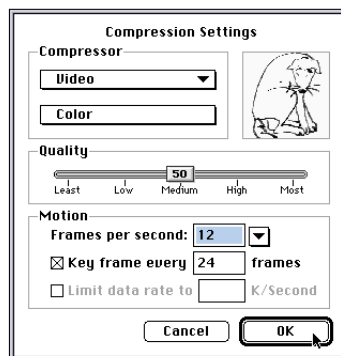 Compression Settings
Compressor
Video
Color
Quality
50
Least Low Medium High Most
Motion
Frames per second: 12
Key frame every 24 frames
Limit data rate to K/Second
Cancel OK